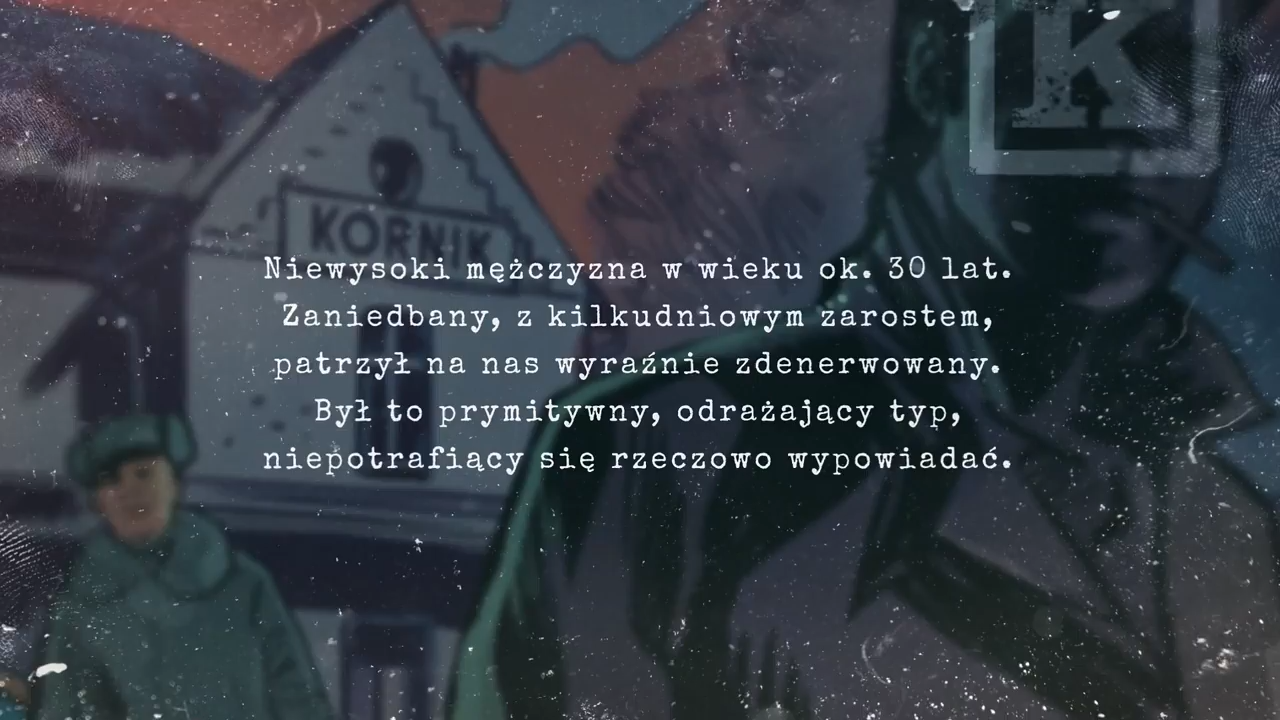 K
KÓRNIK
Niewysoki mężczyzna w wieku ok. 30 lat.
Zaniedbany, z kilkudniowym zarostem,
patrzył na nas wyraźnie zdenerwowany.
Był to prymitywny, odrażający typ,
niepotrafiący się rzeczowo wypowiadać.